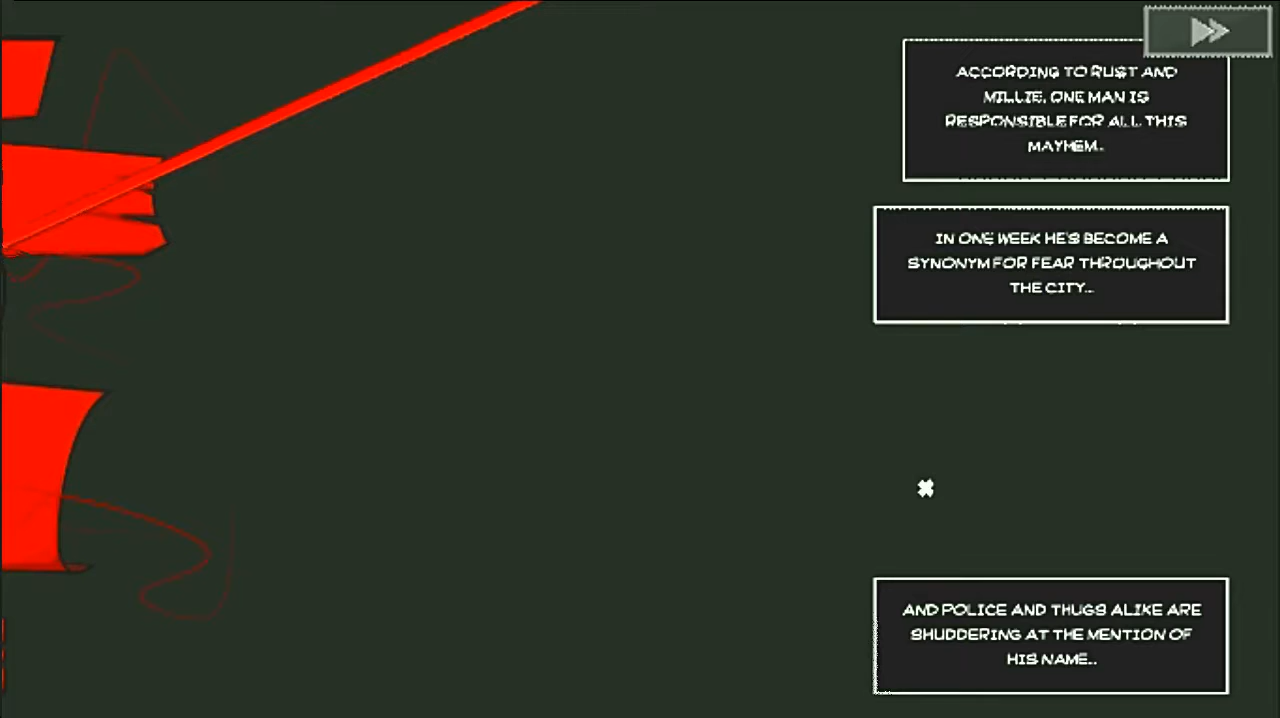 ACCORDING TO RUST AND
MILLIE, ONE MAN IS
RESPONSIBLE FOR ALL THIS
MAYHEM..
IN ONE WEEK HE'S BECOME A
SYNONYM FOR FEAR THROUGHOUT
THE CITY...
AND POLICE AND THUGS ALIKE ARE
SHUDDERING AT THE MENTION OF
HIS NAME...